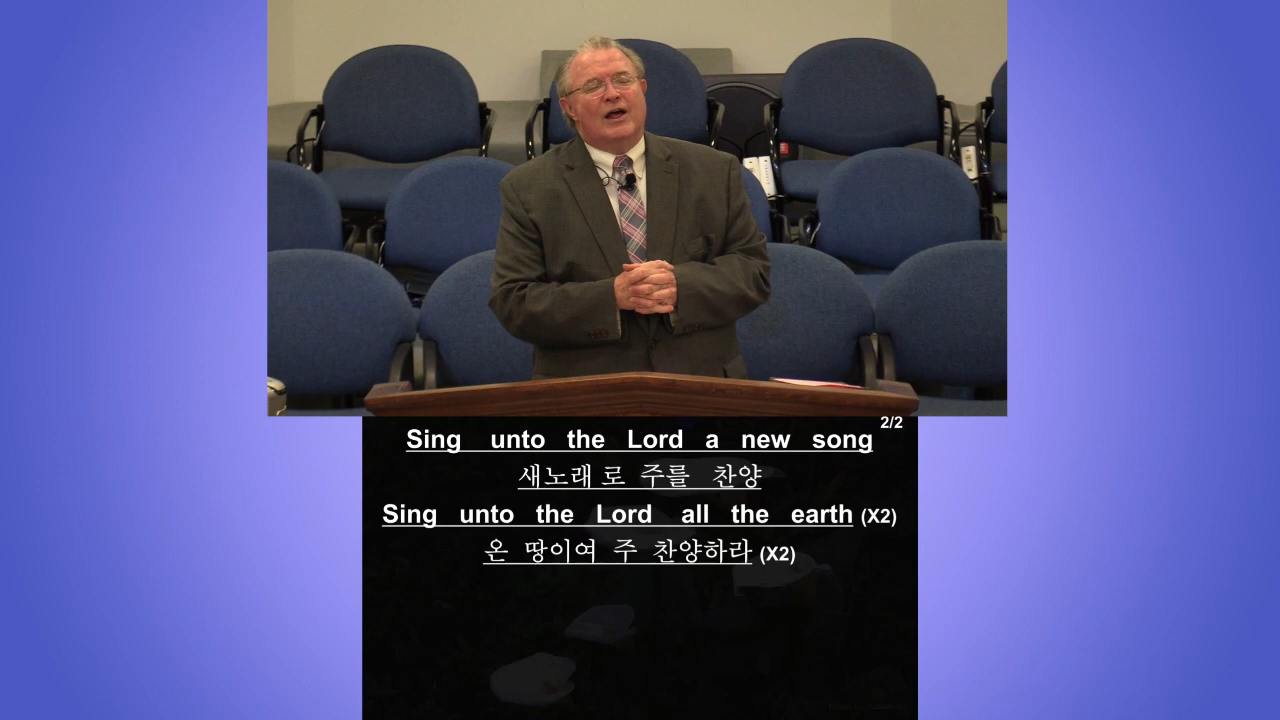 2/2
Sing unto the Lord a new song
새노래 로 주를 찬양
Sing unto the Lord all the earth (X2)
온 땅이여 주 찬양하라 (X2)